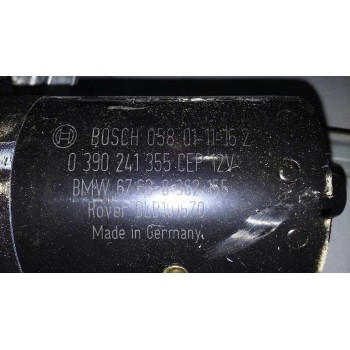 BOSCH 058 01-11-16 2
0 390 241 355 CEP 12V
BMW 67.63-8 362 155
Rover DLB101570
Made in Germany